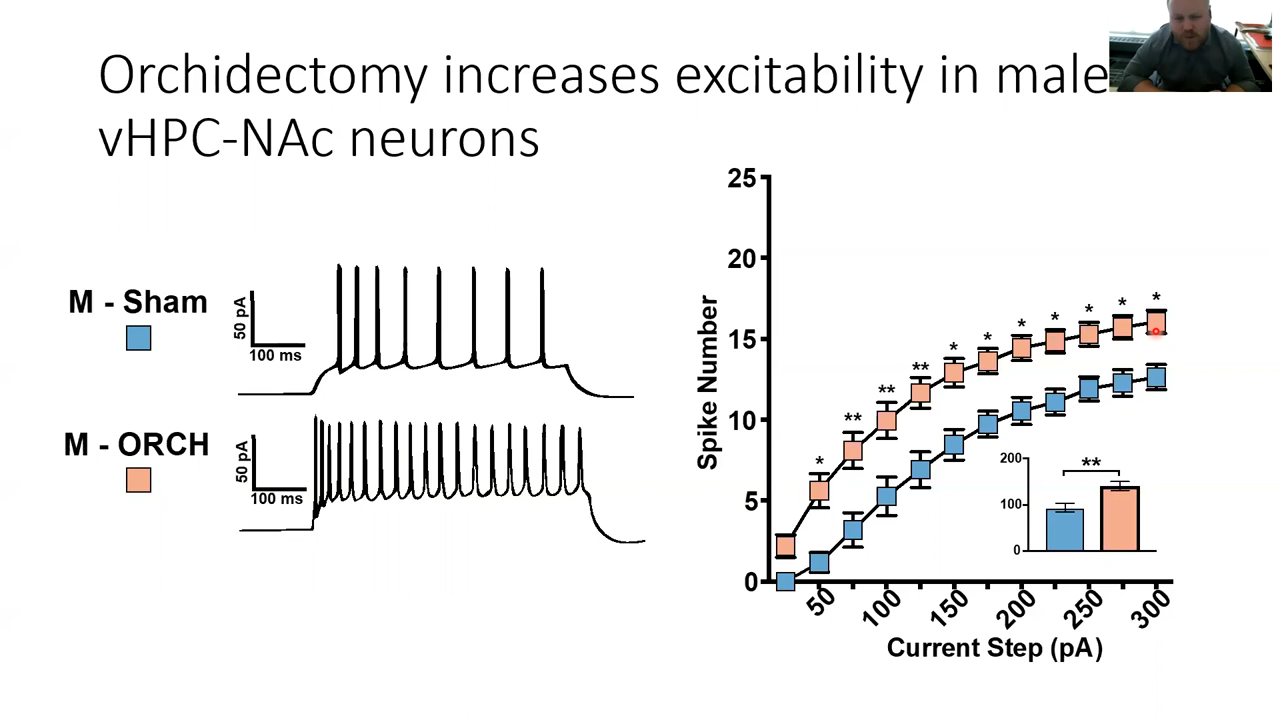 Orchidectomy increases excitability in male
vHPC-NAc neurons
M - Sham
50 pA
100 ms
M - ORCH
50 pA
100 ms
Spike Number
25
20
15
10
5
0
*
**
**
**
*
*
*
*
*
*
*
200
100
0
**
50
100
150
200
250
300
Current Step (pA)